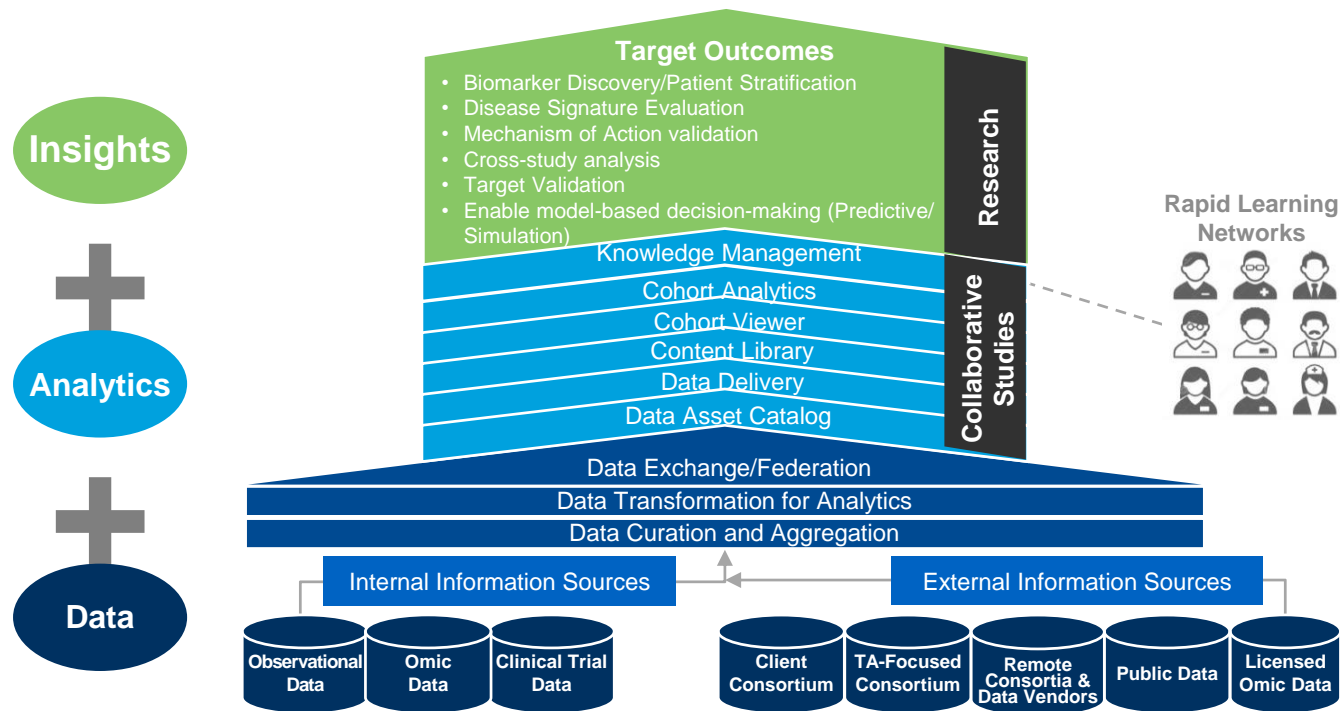 Target Outcomes
• Biomarker Discovery/Patient Stratification
• Disease Signature Evaluation
• Mechanism of Action validation
• Cross-study analysis
• Target Validation
• Enable model-based decision-making (Predictive/
Simulation)
Research
Insights
Knowledge Management
Cohort Analytics
Cohort Viewer
Content Library
Data Delivery
Data Asset Catalog
Collaborative
Studies
Rapid Learning
Networks
Analytics
Data Exchange/Federation
Data Transformation for Analytics
Data Curation and Aggregation
Internal Information Sources
External Information Sources
Data
Observational
Data
Omic
Data
Clinical Trial
Data
Client
Consortium
TA-Focused
Consortium
Remote
Consortia &
Data Vendors
Public Data
Licensed
Omic Data